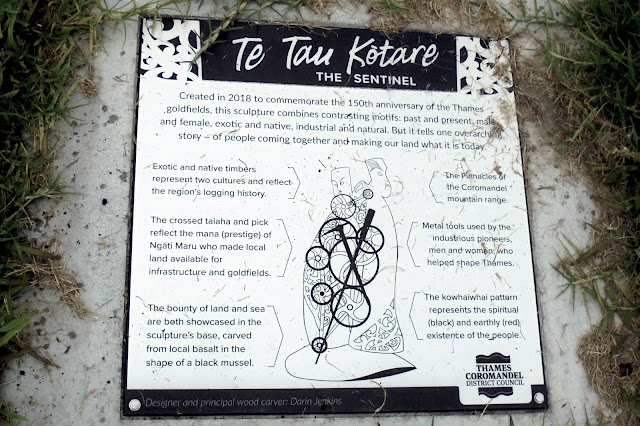 Te Tau Kōtare
THE SENTINEL
Created in 2018 to commemorate the 150th anniversary of the Thames
goldfields, this sculpture combines contrasting motifs: past and present, male
and female, exotic and native, industrial and natural. But it tells one overarching
story – of people coming together and making our land what it is today.
Exotic and native timbers
represent two cultures and reflect
the region's logging history.
The crossed taiaha and pick
reflect the mana (prestige) of
Ngāti Maru who made local
land available for
infrastructure and goldfields.
The bounty of land and sea
are both showcased in the
sculpture's base, carved
from local basalt in the
shape of a black mussel.
The Pinnacles of
the Coromandel
mountain range.
Metal tools used by the
industrious pioneers,
men and women, who
helped shape Thames.
The kowhaiwhai pattern
represents the spiritual
(black) and earthly (red)
existence of the people.
THAMES
COROMANDEL
DISTRICT COUNCIL
Designer and principal wood carver: Darin Jenkins